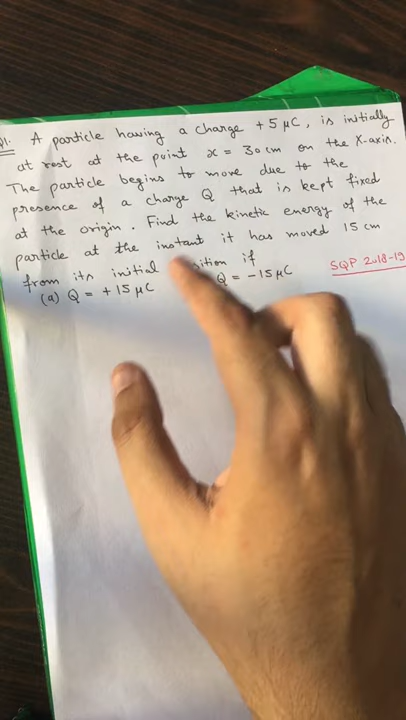 Q1. A particle having a charge +5 μC, is initially
at rest at the point x = 30 cm on the X-axis.
The particle begins to move due to the
presence of a charge Q that is kept fixed
at the origin. Find the kinetic energy of the
particle at the instant it has moved 15 cm
from its initial if
(a) Q = +15 μC Q = -15 μC
SQP 2018-19